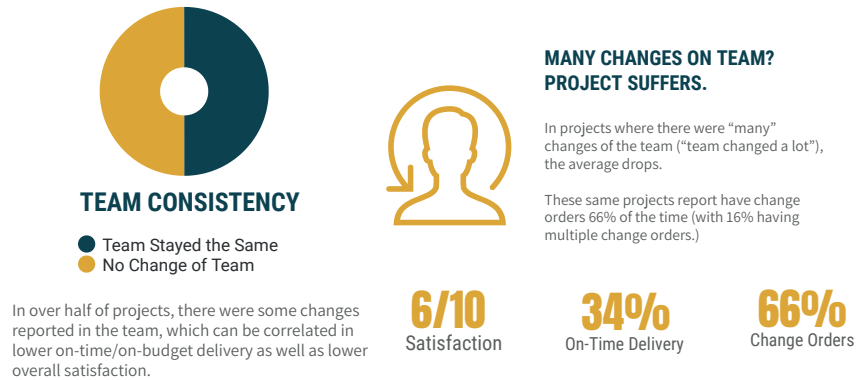 TEAM CONSISTENCY
Team Stayed the Same
No Change of Team
In over half of projects, there were some changes
reported in the team, which can be correlated in
lower on-time/on-budget delivery as well as lower
overall satisfaction.
MANY CHANGES ON TEAM?
PROJECT SUFFERS.
In projects where there were “many”
changes of the team (“team changed a lot”),
the average drops.
These same projects report have change
orders 66% of the time (with 16% having
multiple change orders.)
6/10
Satisfaction
34%
On-Time Delivery
66%
Change Orders